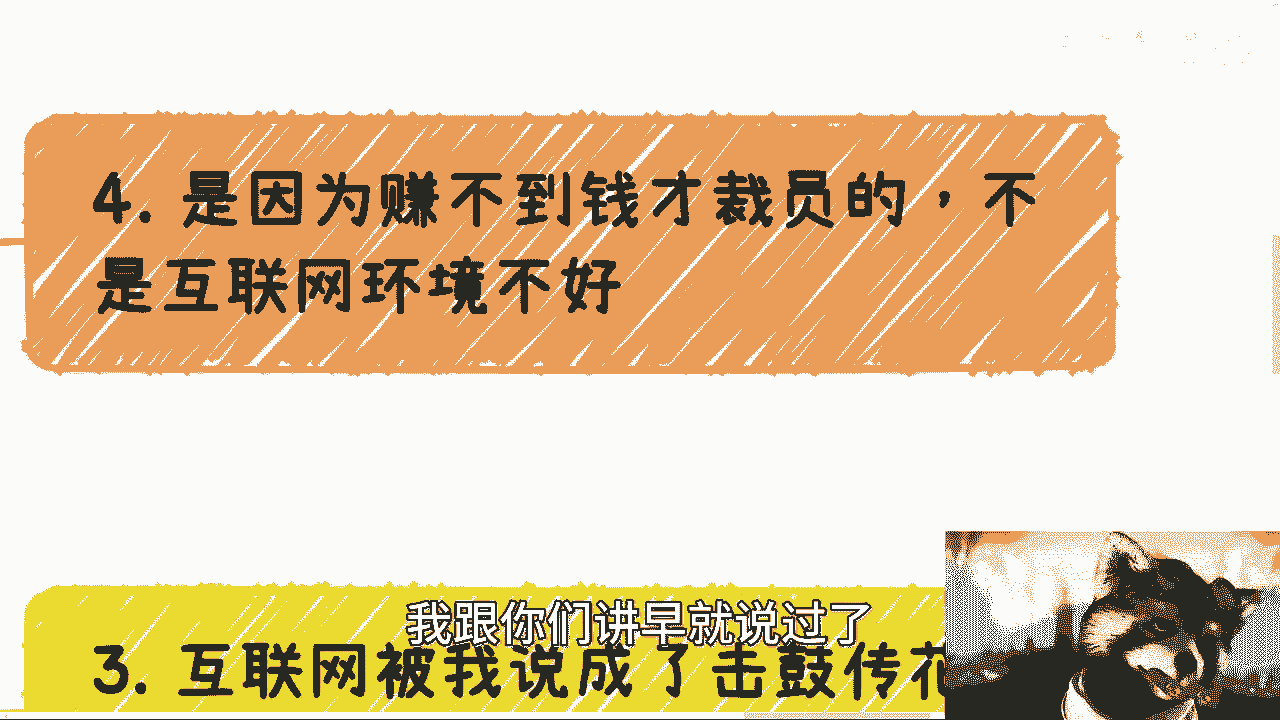 4. 是因为赚不到钱才裁员的，不
是互联网环境不好
我跟你们讲早就说过了
3. 互联网被我说成了击鼓传花